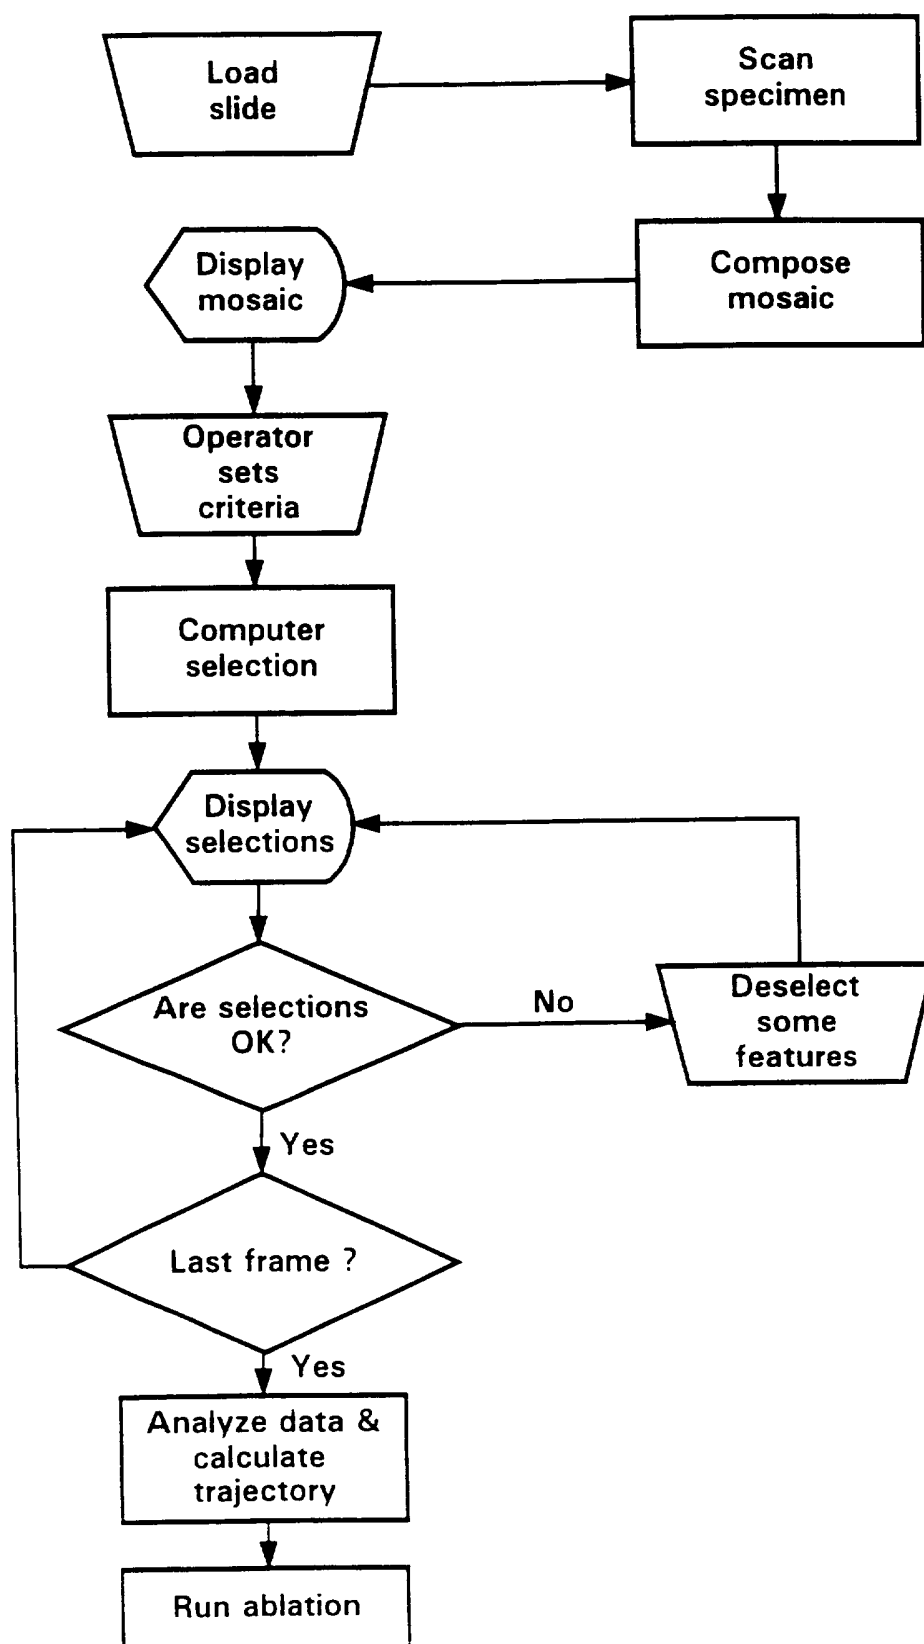 Load
slide
Scan
specimen
Compose
mosaic
Display
mosaic
Operator
sets
criteria
Computer
selection
Display
selections
Are selections
OK?
No
Deselect
some
features
Yes
Last frame ?
Yes
Analyze data &
calculate
trajectory
Run ablation